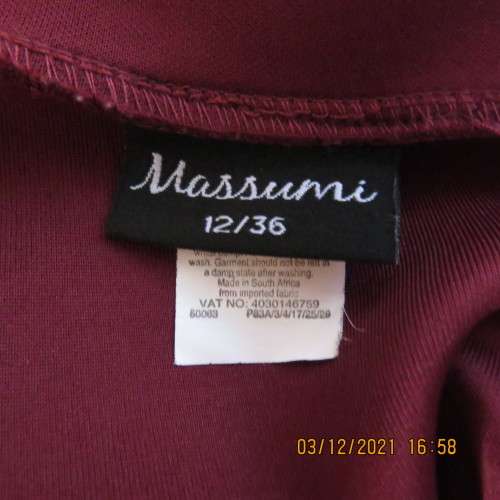 Massumi
12/36
wash. Garment should not be left in
a damp state after washing.
Made in South Africa
from imported fabric
VAT NO: 4030146759
60063 P83A/3/4/17/25/29
03/12/2021 16:58